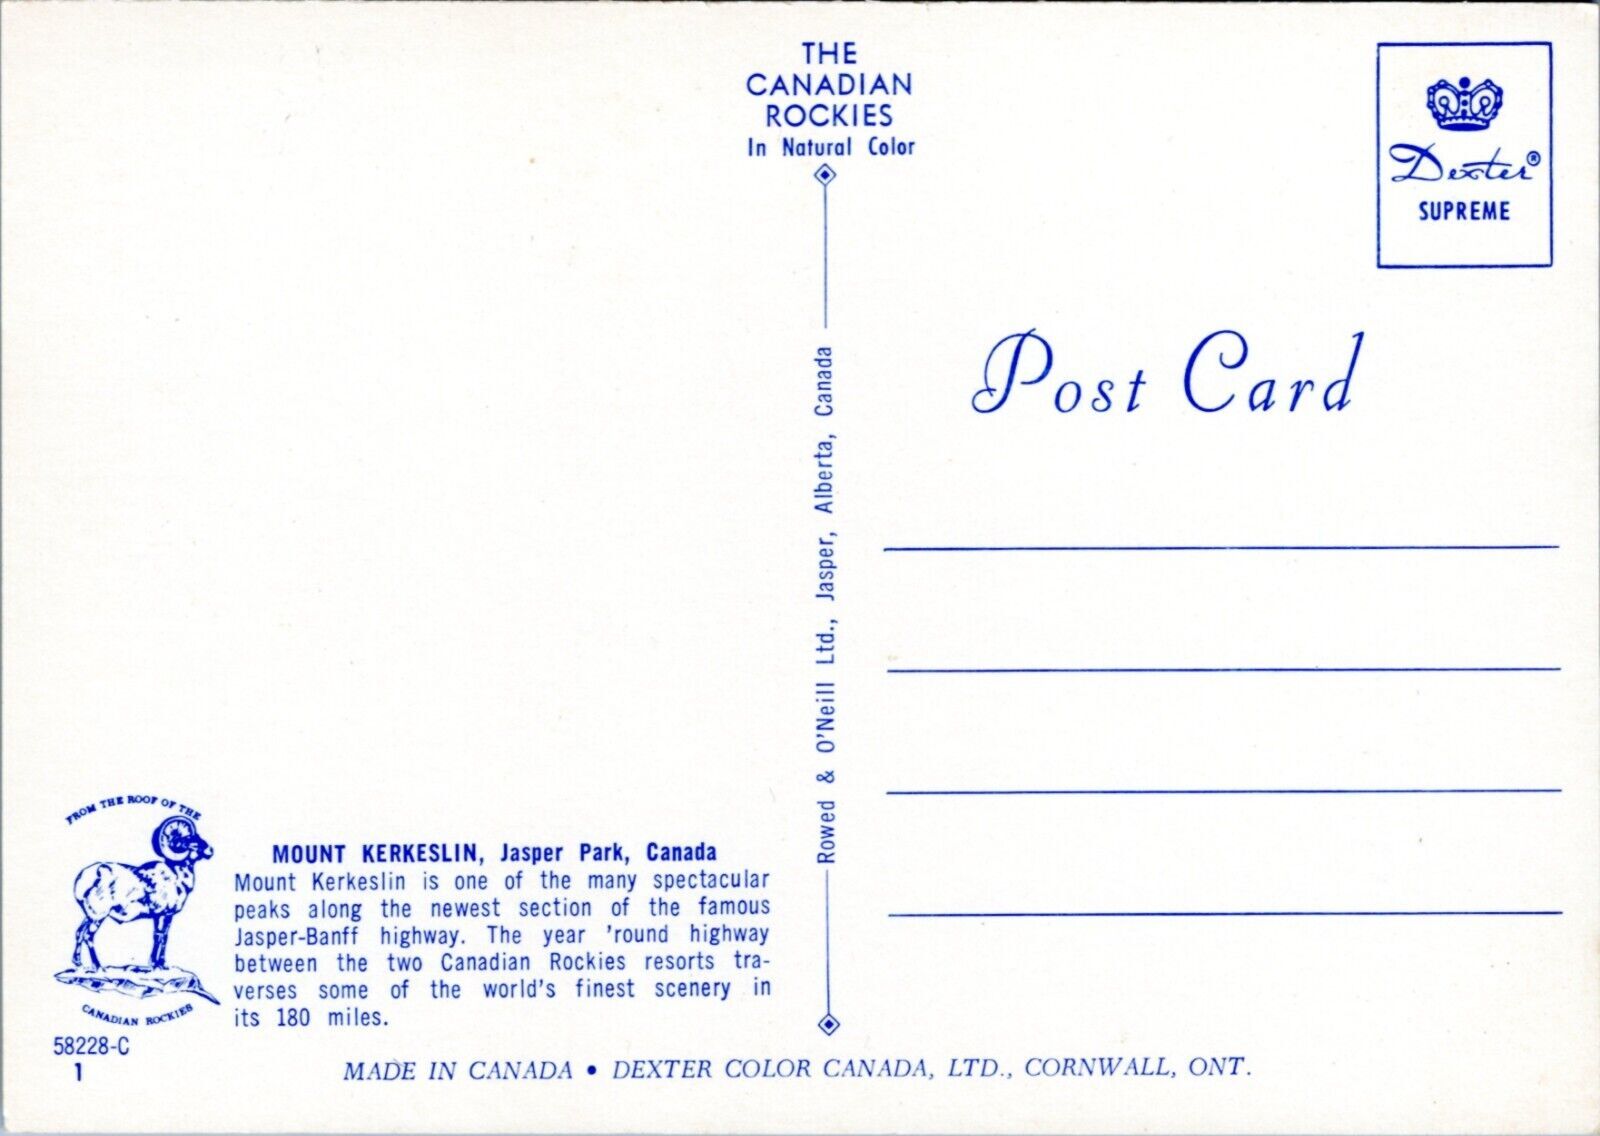 THE
CANADIAN
ROCKIES
In Natural Color
Dexter®
SUPREME
Post Card
Rowed & O'Neill Ltd., Jasper, Alberta, Canada
FROM THE ROOF OF THE
CANADIAN ROCKIES
MOUNT KERKESLIN, Jasper Park, Canada
Mount Kerkeslin is one of the many spectacular
peaks along the newest section of the famous
Jasper-Banff highway. The year 'round highway
between the two Canadian Rockies resorts tra-
verses some of the world's finest scenery in
its 180 miles.
58228-C
1
MADE IN CANADA • DEXTER COLOR CANADA, LTD., CORNWALL, ONT.